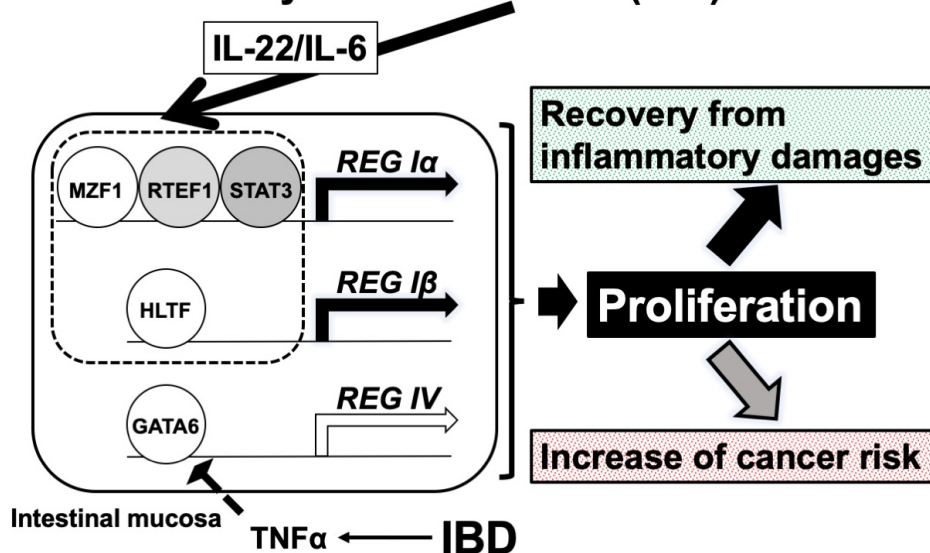 IL-22/IL-6
MZF1
RTEF1
STAT3
REG Iα
HLTF
REG Iβ
GATA6
REG IV
Intestinal mucosa
TNFα
IBD
Recovery from
inflammatory damages
Proliferation
Increase of cancer risk